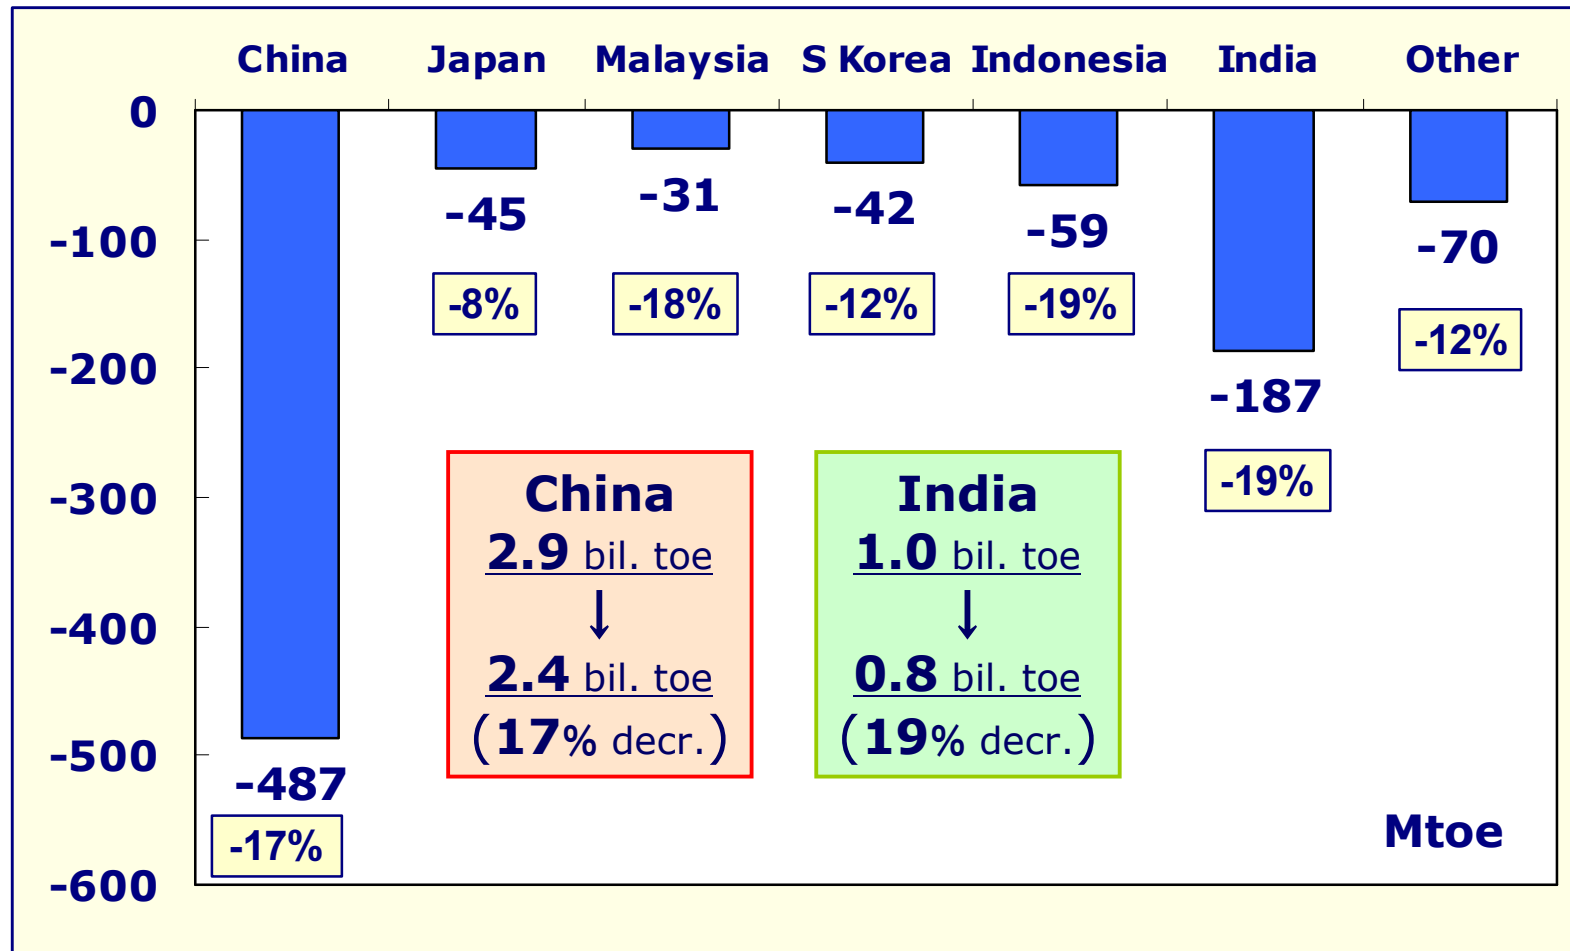 China Japan Malaysia S Korea Indonesia India Other
0
-100
-200
-300
-400
-500
-600
-487
-17%
-45
-8%
-31
-18%
-42
-12%
-59
-19%
-187
-19%
-70
-12%
China
2.9 bil. toe
↓
2.4 bil. toe
(17% decr.)
India
1.0 bil. toe
↓
0.8 bil. toe
(19% decr.)
Mtoe